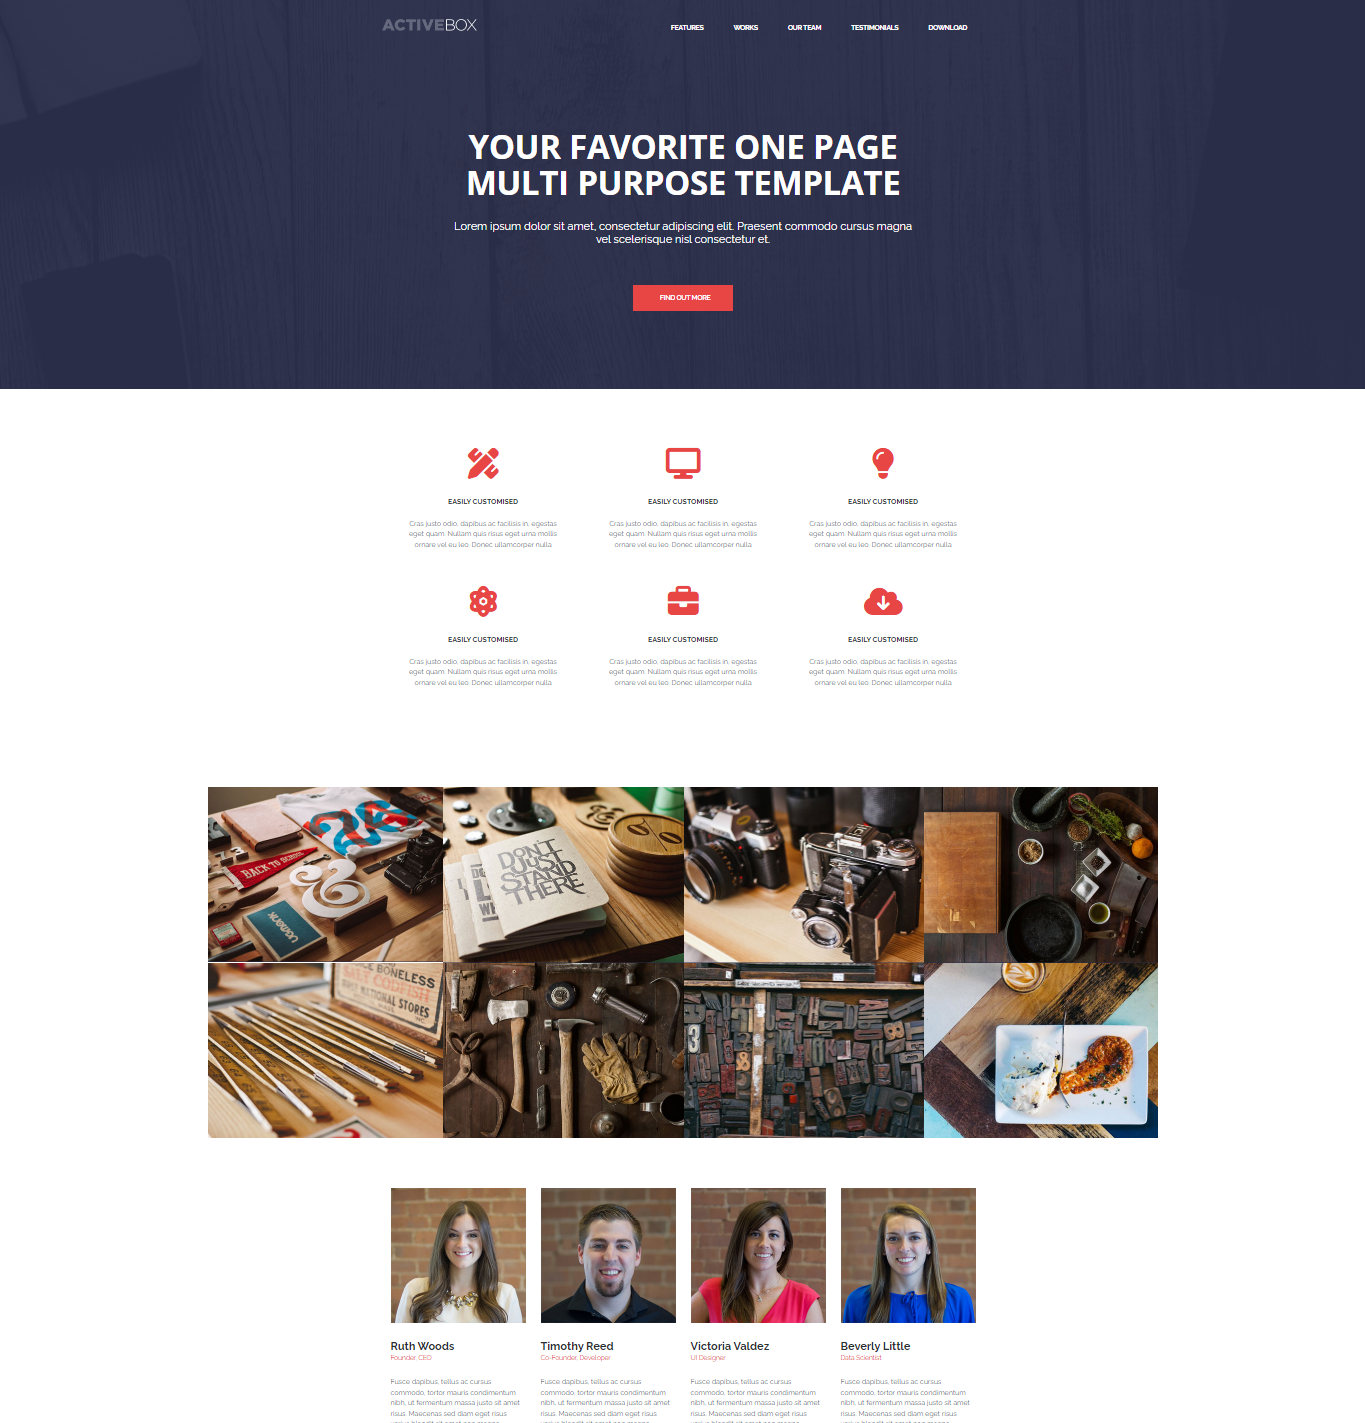 ACTIVEBOX
FEATURES WORKS OUR TEAM TESTIMONIALS DOWNLOAD
YOUR FAVORITE ONE PAGE
MULTI PURPOSE TEMPLATE
Lorem ipsum dolor sit amet, consectetur adipiscing elit. Praesent commodo cursus magna
vel scelerisque nisl consectetur et.
FIND OUT MORE
EASILY CUSTOMISED
Cras justo odio, dapibus ac facilisis in, egestas
eget quam. Nullam quis risus eget urna mollis
ornare vel eu leo. Donec ullamcorper nulla
EASILY CUSTOMISED
Cras justo odio, dapibus ac facilisis in, egestas
eget quam. Nullam quis risus eget urna mollis
ornare vel eu leo. Donec ullamcorper nulla
EASILY CUSTOMISED
Cras justo odio, dapibus ac facilisis in, egestas
eget quam. Nullam quis risus eget urna mollis
ornare vel eu leo. Donec ullamcorper nulla
EASILY CUSTOMISED
Cras justo odio, dapibus ac facilisis in, egestas
eget quam. Nullam quis risus eget urna mollis
ornare vel eu leo. Donec ullamcorper nulla
EASILY CUSTOMISED
Cras justo odio, dapibus ac facilisis in, egestas
eget quam. Nullam quis risus eget urna mollis
ornare vel eu leo. Donec ullamcorper nulla
EASILY CUSTOMISED
Cras justo odio, dapibus ac facilisis in, egestas
eget quam. Nullam quis risus eget urna mollis
ornare vel eu leo. Donec ullamcorper nulla
BACK TO SCHOOL
&
DON'T
JUST
STAND
THERE
%
BONELESS
CODFISH
NATIONAL STORES
3
&
Ruth Woods
Founder, CEO
Fusce dapibus, tellus ac cursus
commodo, tortor mauris condimentum
nibh, ut fermentum massa justo sit amet
risus. Maecenas sed diam eget risus
Timothy Reed
Co-Founder, Developer
Fusce dapibus, tellus ac cursus
commodo, tortor mauris condimentum
nibh, ut fermentum massa justo sit amet
risus. Maecenas sed diam eget risus
Victoria Valdez
UI Designer
Fusce dapibus, tellus ac cursus
commodo, tortor mauris condimentum
nibh, ut fermentum massa justo sit amet
risus. Maecenas sed diam eget risus
Beverly Little
Data Scientist
Fusce dapibus, tellus ac cursus
commodo, tortor mauris condimentum
nibh, ut fermentum massa justo sit amet
risus. Maecenas sed diam eget risus